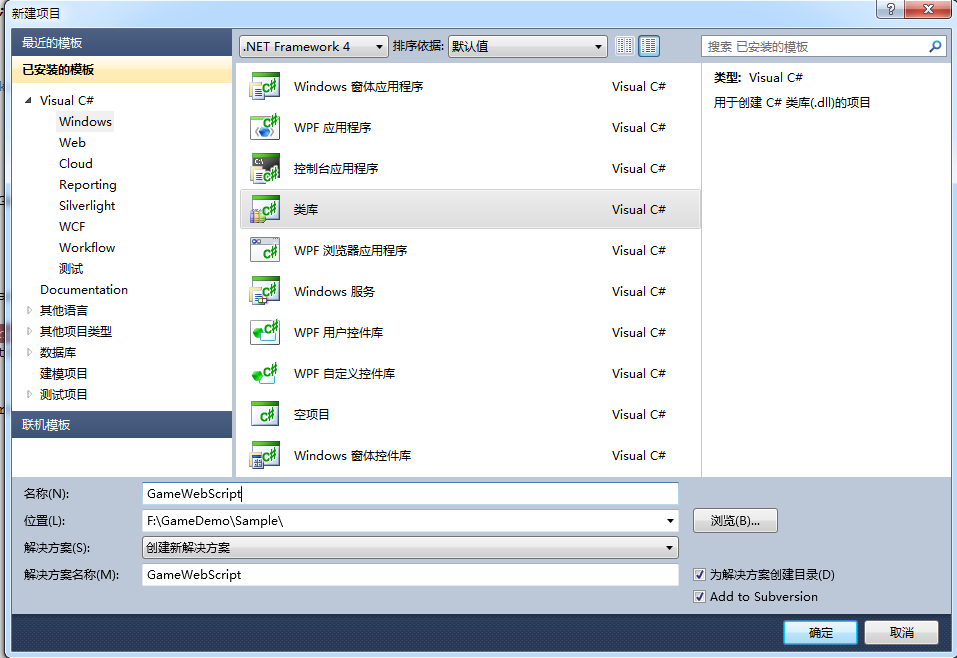 新建项目
最近的模板
已安装的模板
Visual C#
Windows
Web
Cloud
Reporting
Silverlight
WCF
Workflow
测试
Documentation
其他语言
其他项目类型
数据库
建模项目
测试项目
联机模板
.NET Framework 4 排序依据: 默认值
Windows 窗体应用程序 Visual C#
WPF 应用程序 Visual C#
控制台应用程序 Visual C#
类库 Visual C#
WPF 浏览器应用程序 Visual C#
Windows 服务 Visual C#
WPF 用户控件库 Visual C#
WPF 自定义控件库 Visual C#
空项目 Visual C#
Windows 窗体控件库 Visual C#
搜索 已安装的模板
类型: Visual C#
用于创建 C# 类库(.dll)的项目
名称(N): GameWebScript
位置(L): F:\GameDemo\Sample\ 浏览(B)...
解决方案(S): 创建新解决方案
解决方案名称(M): GameWebScript
为解决方案创建目录(D)
Add to Subversion
确定 取消